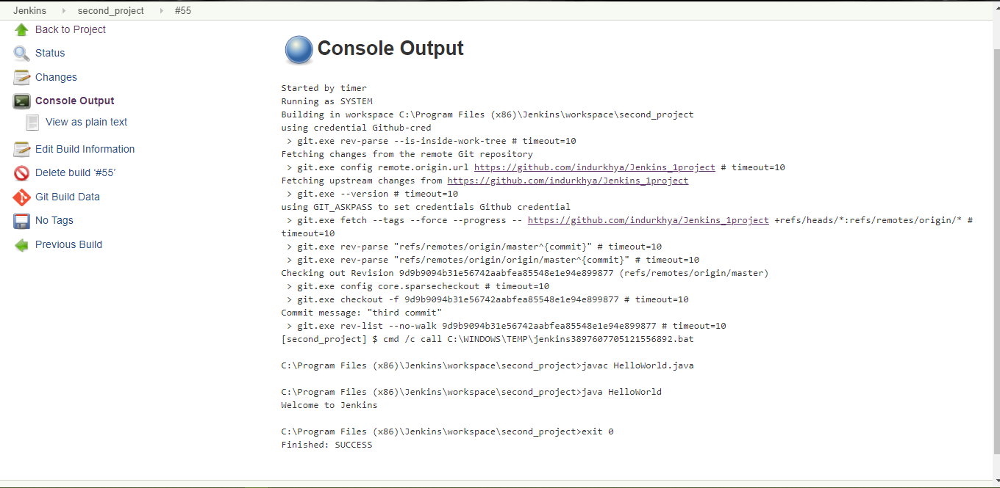 Jenkins second_project #55
Back to Project
Status
Changes
Console Output
View as plain text
Edit Build Information
Delete build ‘#55’
Git Build Data
No Tags
Previous Build
Console Output
Started by timer
Running as SYSTEM
Building in workspace C:\Program Files (x86)\Jenkins\workspace\second_project
using credential Github-cred
> git.exe rev-parse --is-inside-work-tree # timeout=10
Fetching changes from the remote Git repository
> git.exe config remote.origin.url https://github.com/indurkhya/Jenkins_1project # timeout=10
Fetching upstream changes from https://github.com/indurkhya/Jenkins_1project
> git.exe --version # timeout=10
using GIT_ASKPASS to set credentials Github credential
> git.exe fetch --tags --force --progress -- https://github.com/indurkhya/Jenkins_1project +refs/heads/*:refs/remotes/origin/* #
timeout=10
> git.exe rev-parse "refs/remotes/origin/master^{commit}" # timeout=10
> git.exe rev-parse "refs/remotes/origin/origin/master^{commit}" # timeout=10
Checking out Revision 9d9b9094b31e56742aabfea85548e1e94e899877 (refs/remotes/origin/master)
> git.exe config core.sparsecheckout # timeout=10
> git.exe checkout -f 9d9b9094b31e56742aabfea85548e1e94e899877 # timeout=10
Commit message: "third commit"
> git.exe rev-list --no-walk 9d9b9094b31e56742aabfea85548e1e94e899877 # timeout=10
[second_project] $ cmd /c call C:\WINDOWS\TEMP\jenkins3897607705121556892.bat
C:\Program Files (x86)\Jenkins\workspace\second_project>javac HelloWorld.java
C:\Program Files (x86)\Jenkins\workspace\second_project>java HelloWorld
Welcome to Jenkins
C:\Program Files (x86)\Jenkins\workspace\second_project>exit 0
Finished: SUCCESS